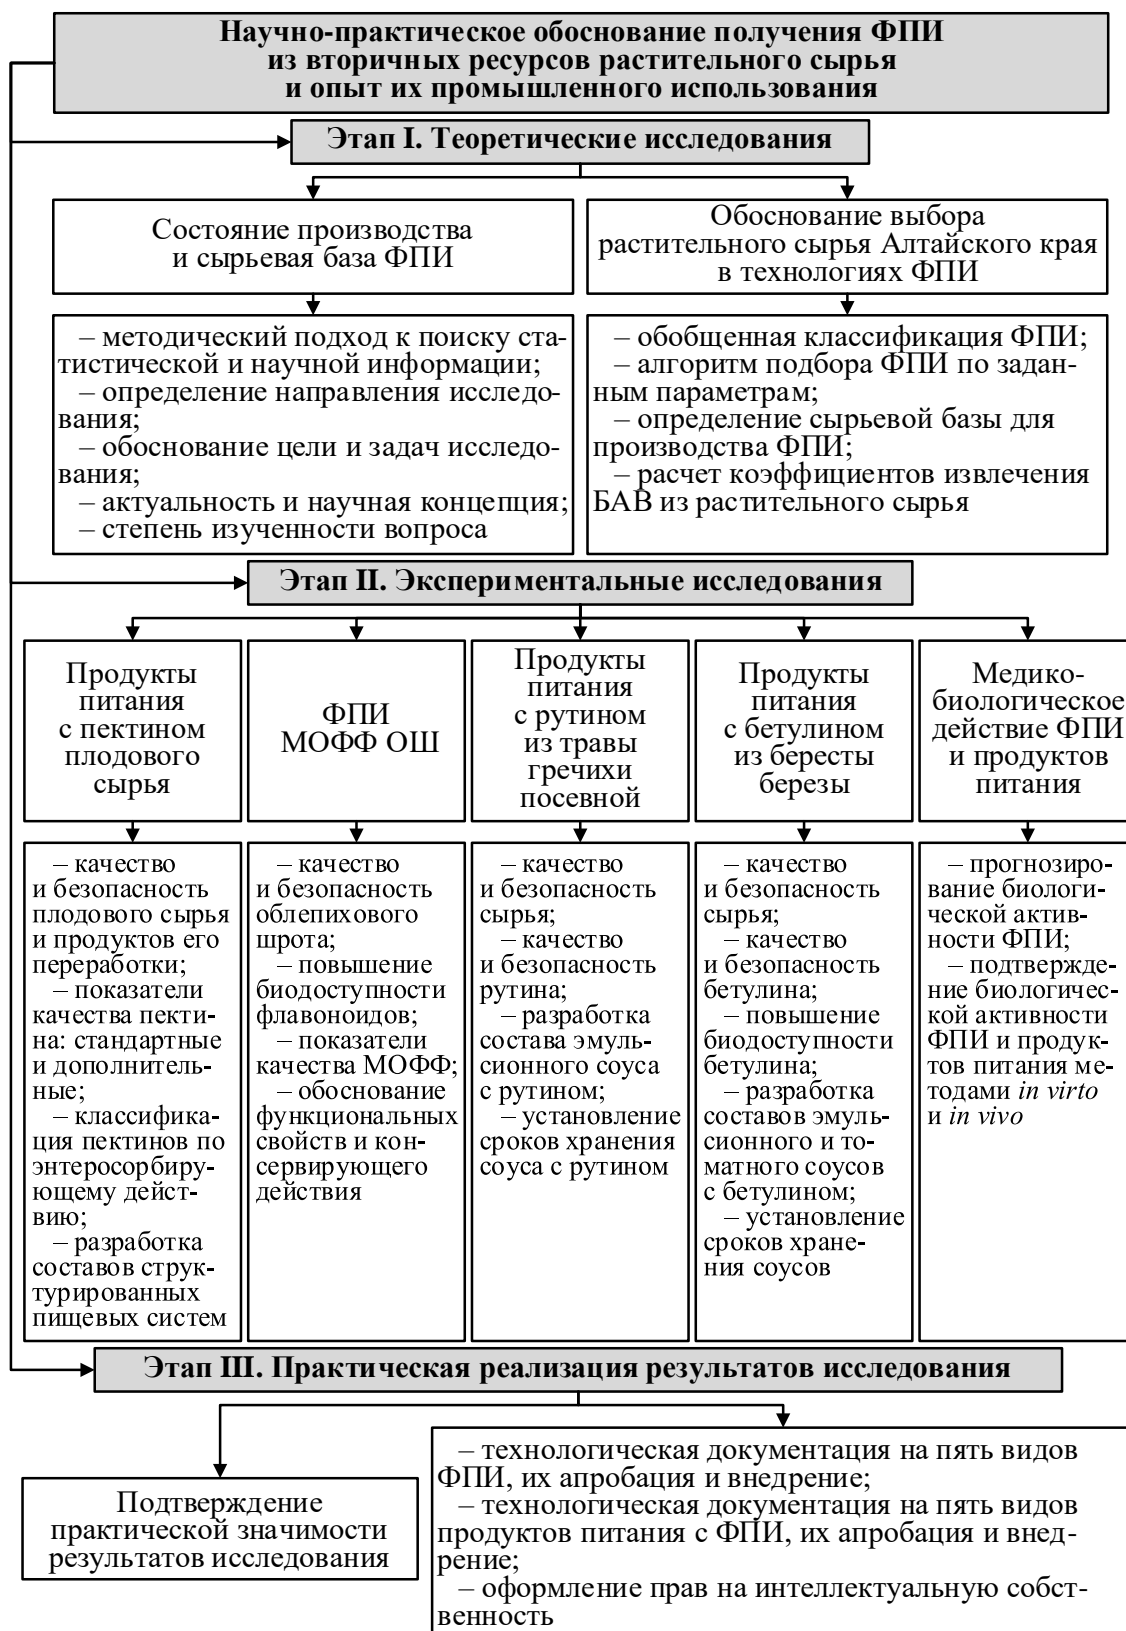 Научно-практическое обоснование получения ФПИ
из вторичных ресурсов растительного сырья
и опыт их промышленного использования
Этап I. Теоретические исследования
Состояние производства
и сырьевая база ФПИ
Обоснование выбора
растительного сырья Алтайского края
в технологиях ФПИ
– методический подход к поиску ста-
тистической и научной информации;
– определение направления исследо-
вания;
– обоснование цели и задач исследо-
вания;
– актуальность и научная концепция;
– степень изученности вопроса
– обобщенная классификация ФПИ;
– алгоритм подбора ФПИ по задан-
ным параметрам;
– определение сырьевой базы для
производства ФПИ;
– расчет коэффициентов извлечения
БАВ из растительного сырья
Этап II. Экспериментальные исследования
Продукты
питания
с пектином
плодового
сырья
ФПИ
МОФФ ОШ
Продукты
питания
с рутином
из травы
гречихи
посевной
Продукты
питания
с бетулином
из бересты
березы
Медико-
биологическое
действие ФПИ
и продуктов
питания
– качество
и безопасность
плодового сырья
и продуктов его
переработки;
– показатели
качества пекти-
на: стандартные
и дополнитель-
ные;
– классифика-
ция пектинов по
энтеросорбиру-
ющему дейст-
вию;
– разработка
составов струк-
турированных
пищевых систем
– качество
и безопасность
облепихового
шрота;
– повышение
биодоступности
флавоноидов;
– показатели
качества МОФФ;
– обоснование
функциональных
свойств и кон-
сервирующего
действия
– качество
и безопасность
сырья;
– качество
и безопасность
рутина;
– разработка
состава эмуль-
сионного соуса
с рутином;
– установление
сроков хранения
соуса с рутином
– качество
и безопасность
сырья;
– качество
и безопасность
бетулина;
– повышение
биодоступности
бетулина;
– разработка
составов эмуль-
сионного и то-
матного соусов
с бетулином;
– установление
сроков хране-
ния соусов
– прогнозиро-
вание биологи-
ческой актив-
ности ФПИ;
– подтвержде-
ние биологичес-
кой активности
ФПИ и продук-
тов питания ме-
тодами in virto
и in vivo
Этап III. Практическая реализация результатов исследования
Подтверждение
практической значимости
результатов исследования
– технологическая документация на пять видов
ФПИ, их апробация и внедрение;
– технологическая документация на пять видов
продуктов питания с ФПИ, их апробация и внед-
рение;
– оформление прав на интеллектуальную собст-
венность